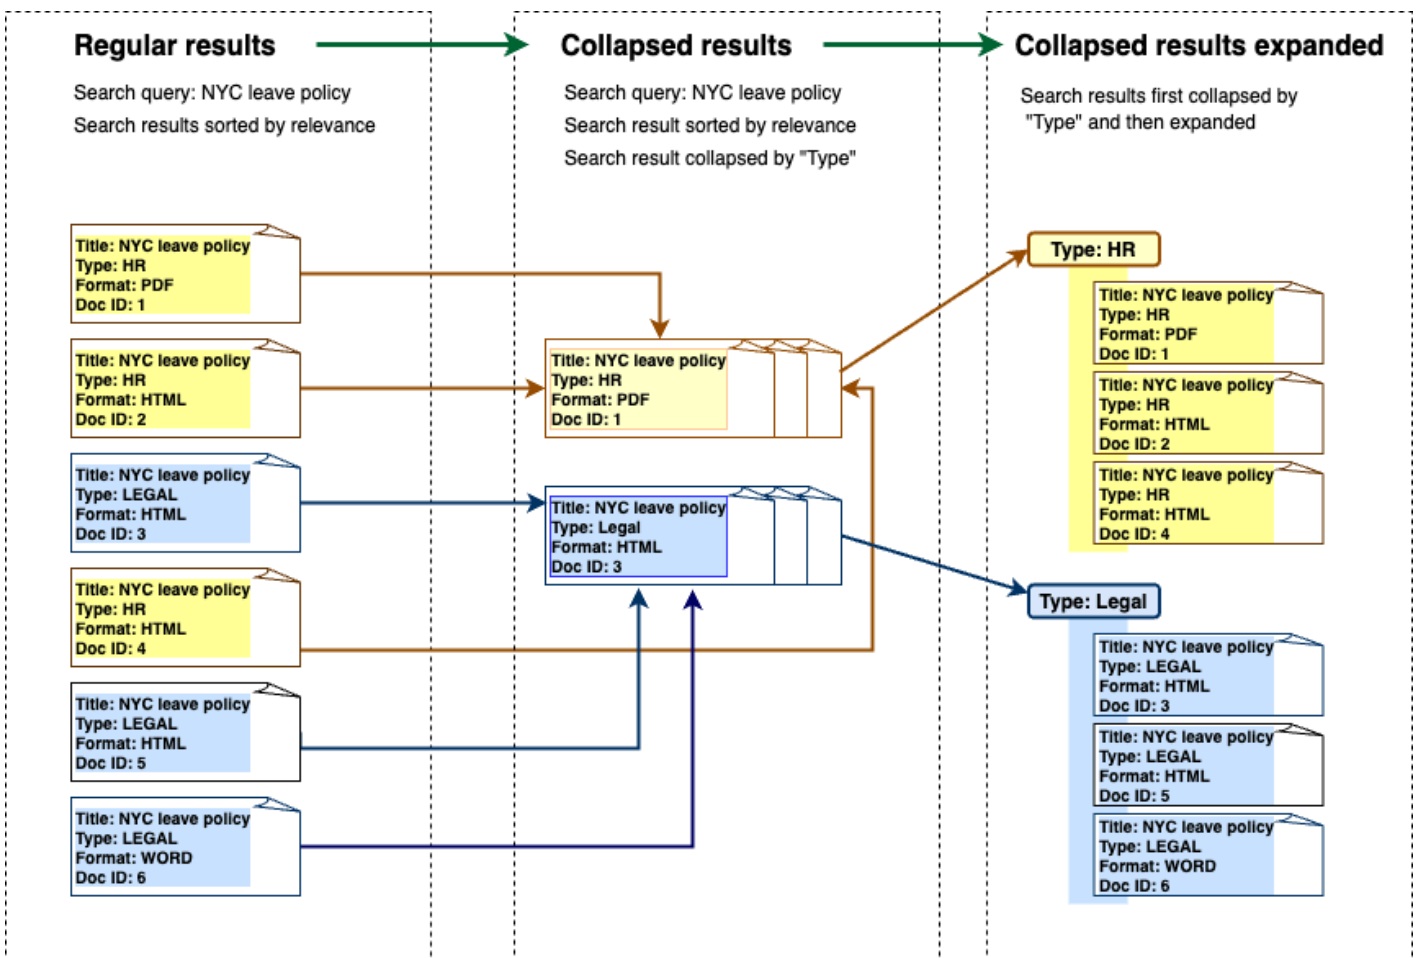 Regular results
Search query: NYC leave policy
Search results sorted by relevance
Title: NYC leave policy
Type: HR
Format: PDF
Doc ID: 1
Title: NYC leave policy
Type: HR
Format: HTML
Doc ID: 2
Title: NYC leave policy
Type: LEGAL
Format: HTML
Doc ID: 3
Title: NYC leave policy
Type: HR
Format: HTML
Doc ID: 4
Title: NYC leave policy
Type: LEGAL
Format: HTML
Doc ID: 5
Title: NYC leave policy
Type: LEGAL
Format: WORD
Doc ID: 6
Collapsed results
Search query: NYC leave policy
Search result sorted by relevance
Search result collapsed by "Type"
Title: NYC leave policy
Type: HR
Format: PDF
Doc ID: 1
Title: NYC leave policy
Type: Legal
Format: HTML
Doc ID: 3
Collapsed results expanded
Search results first collapsed by
"Type" and then expanded
Type: HR
Title: NYC leave policy
Type: HR
Format: PDF
Doc ID: 1
Title: NYC leave policy
Type: HR
Format: HTML
Doc ID: 2
Title: NYC leave policy
Type: HR
Format: HTML
Doc ID: 4
Type: Legal
Title: NYC leave policy
Type: LEGAL
Format: HTML
Doc ID: 3
Title: NYC leave policy
Type: LEGAL
Format: HTML
Doc ID: 5
Title: NYC leave policy
Type: LEGAL
Format: WORD
Doc ID: 6